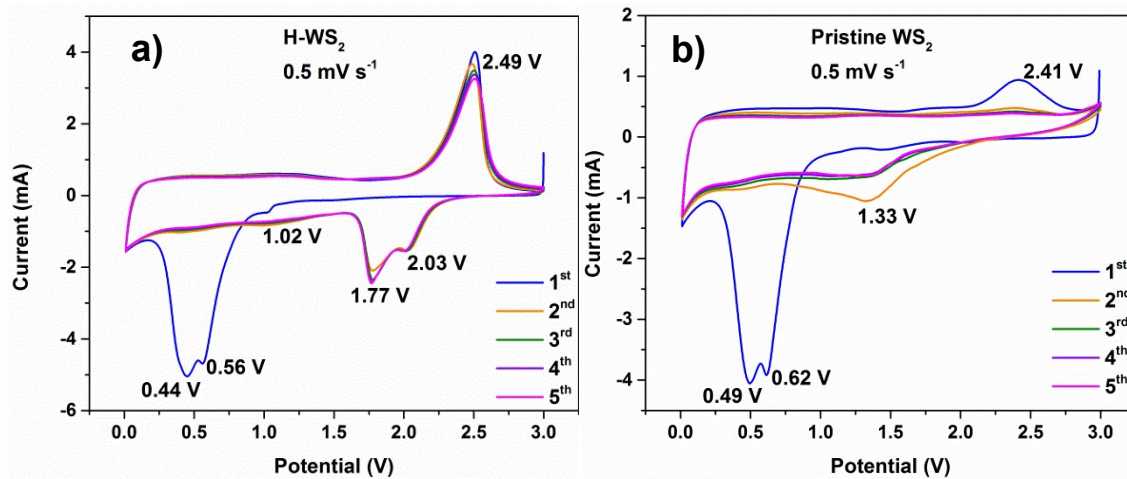 a)
H-WS₂
0.5 mV s⁻¹
2.49 V
1.02 V
2.03 V
1.77 V
0.56 V
0.44 V
1ˢᵗ
2ⁿᵈ
3ʳᵈ
4ᵗʰ
5ᵗʰ
4
2
0
-2
-4
-6
0.0 0.5 1.0 1.5 2.0 2.5 3.0
Current (mA)
Potential (V)
b)
Pristine WS₂
0.5 mV s⁻¹
2.41 V
1.33 V
0.62 V
0.49 V
1ˢᵗ
2ⁿᵈ
3ʳᵈ
4ᵗʰ
5ᵗʰ
2
1
0
-1
-2
-3
-4
0.0 0.5 1.0 1.5 2.0 2.5 3.0
Current (mA)
Potential (V)